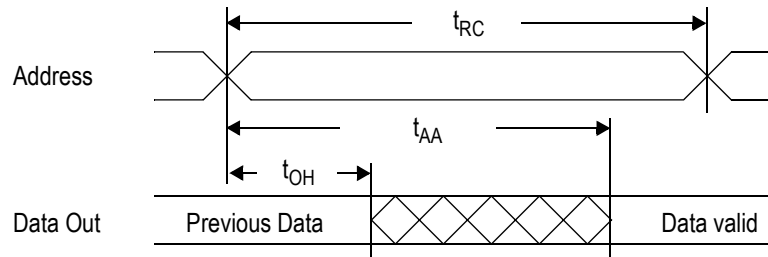 tRC
Address
tAA
tOH
Data Out
Previous Data
Data valid